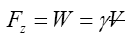 F_z = W = γV̶